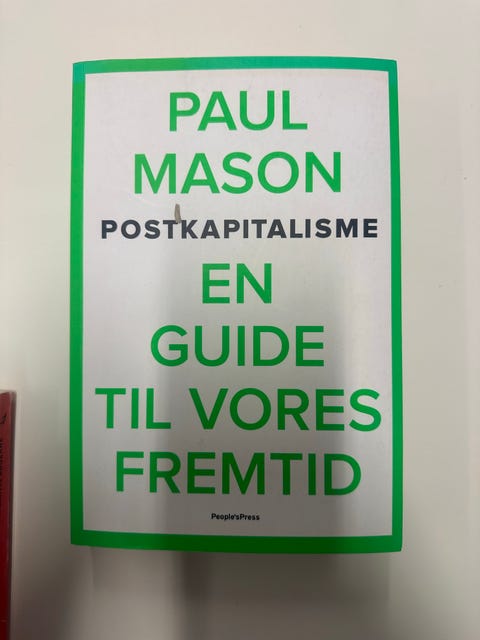 PAUL
MASON
POSTKAPITALISME
EN
GUIDE
TIL VORES
FREMTID
People'sPress